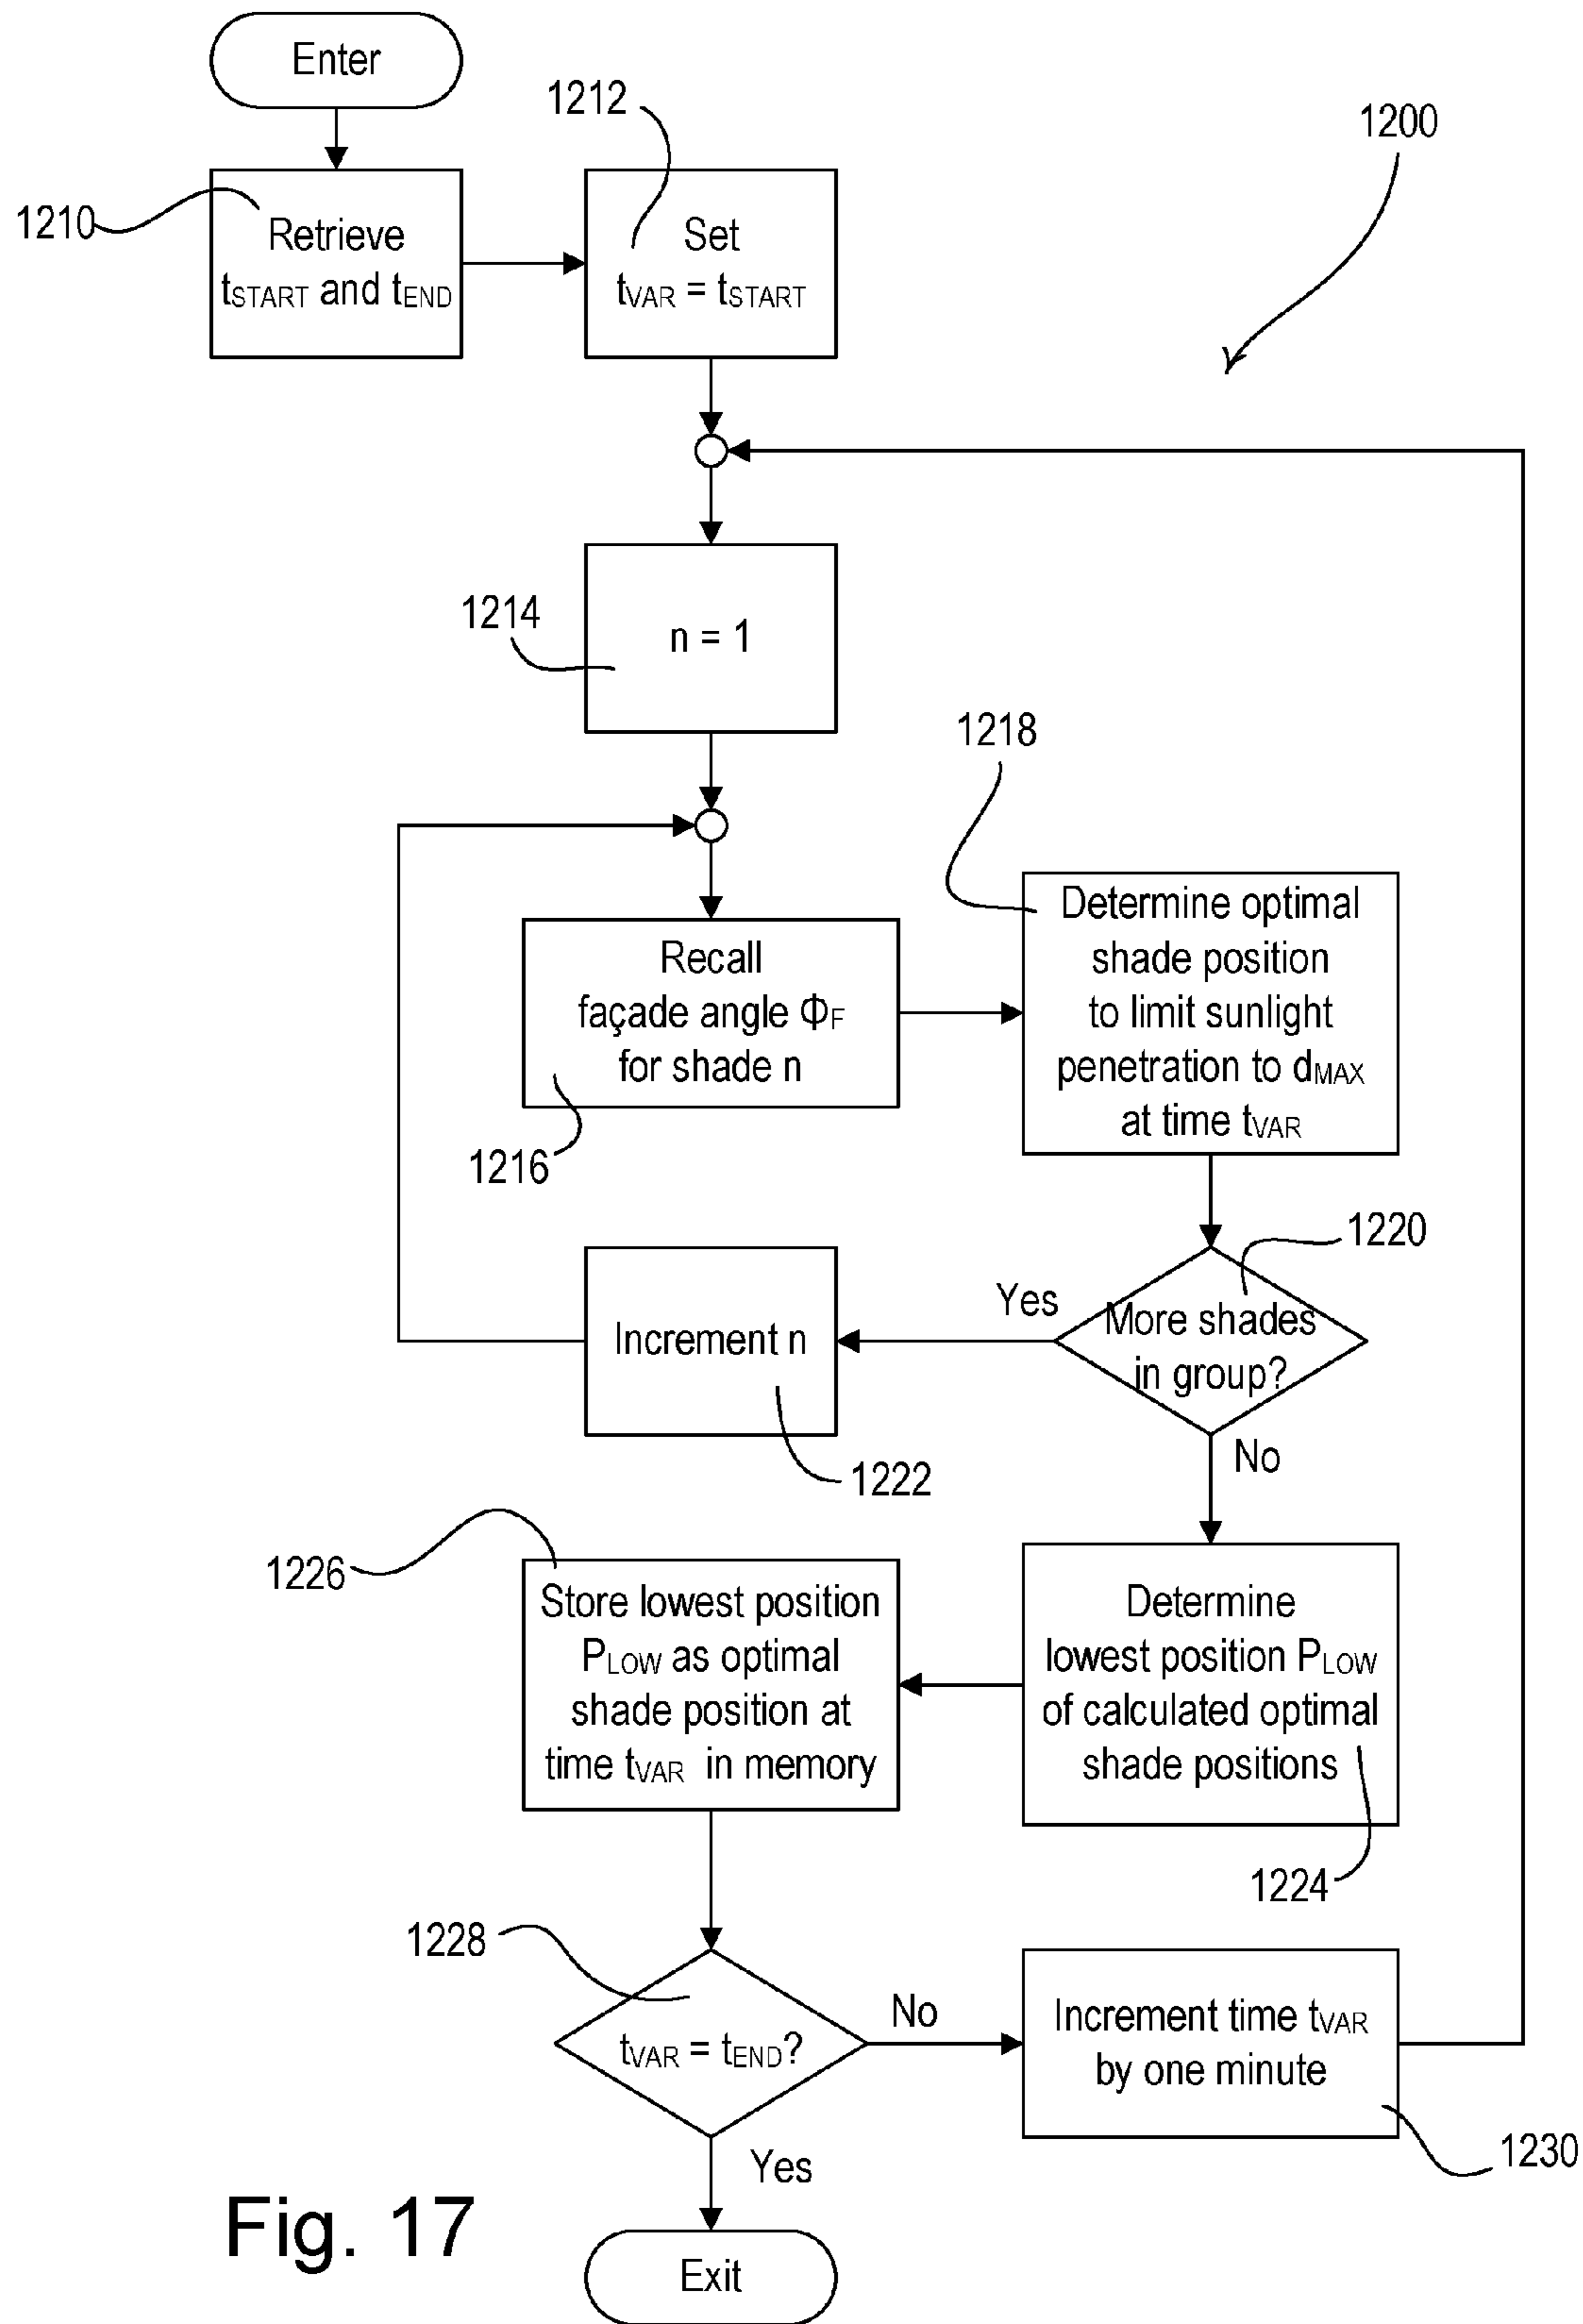 Enter
1212
1200
1210
Retrieve
tSTART and tEND
Set
tVAR = tSTART
1214
n = 1
1218
Recall
façade angle ΦF
for shade n
1216
Determine optimal
shade position
to limit sunlight
penetration to dMAX
at time tVAR
1220
More shades
in group?
Yes
Increment n
1222
No
1226
Store lowest position
PLOW as optimal
shade position at
time tVAR in memory
Determine
lowest position PLOW
of calculated optimal
shade positions
1224
1228
tVAR = tEND?
No
Increment time tVAR
by one minute
1230
Yes
Exit
Fig. 17